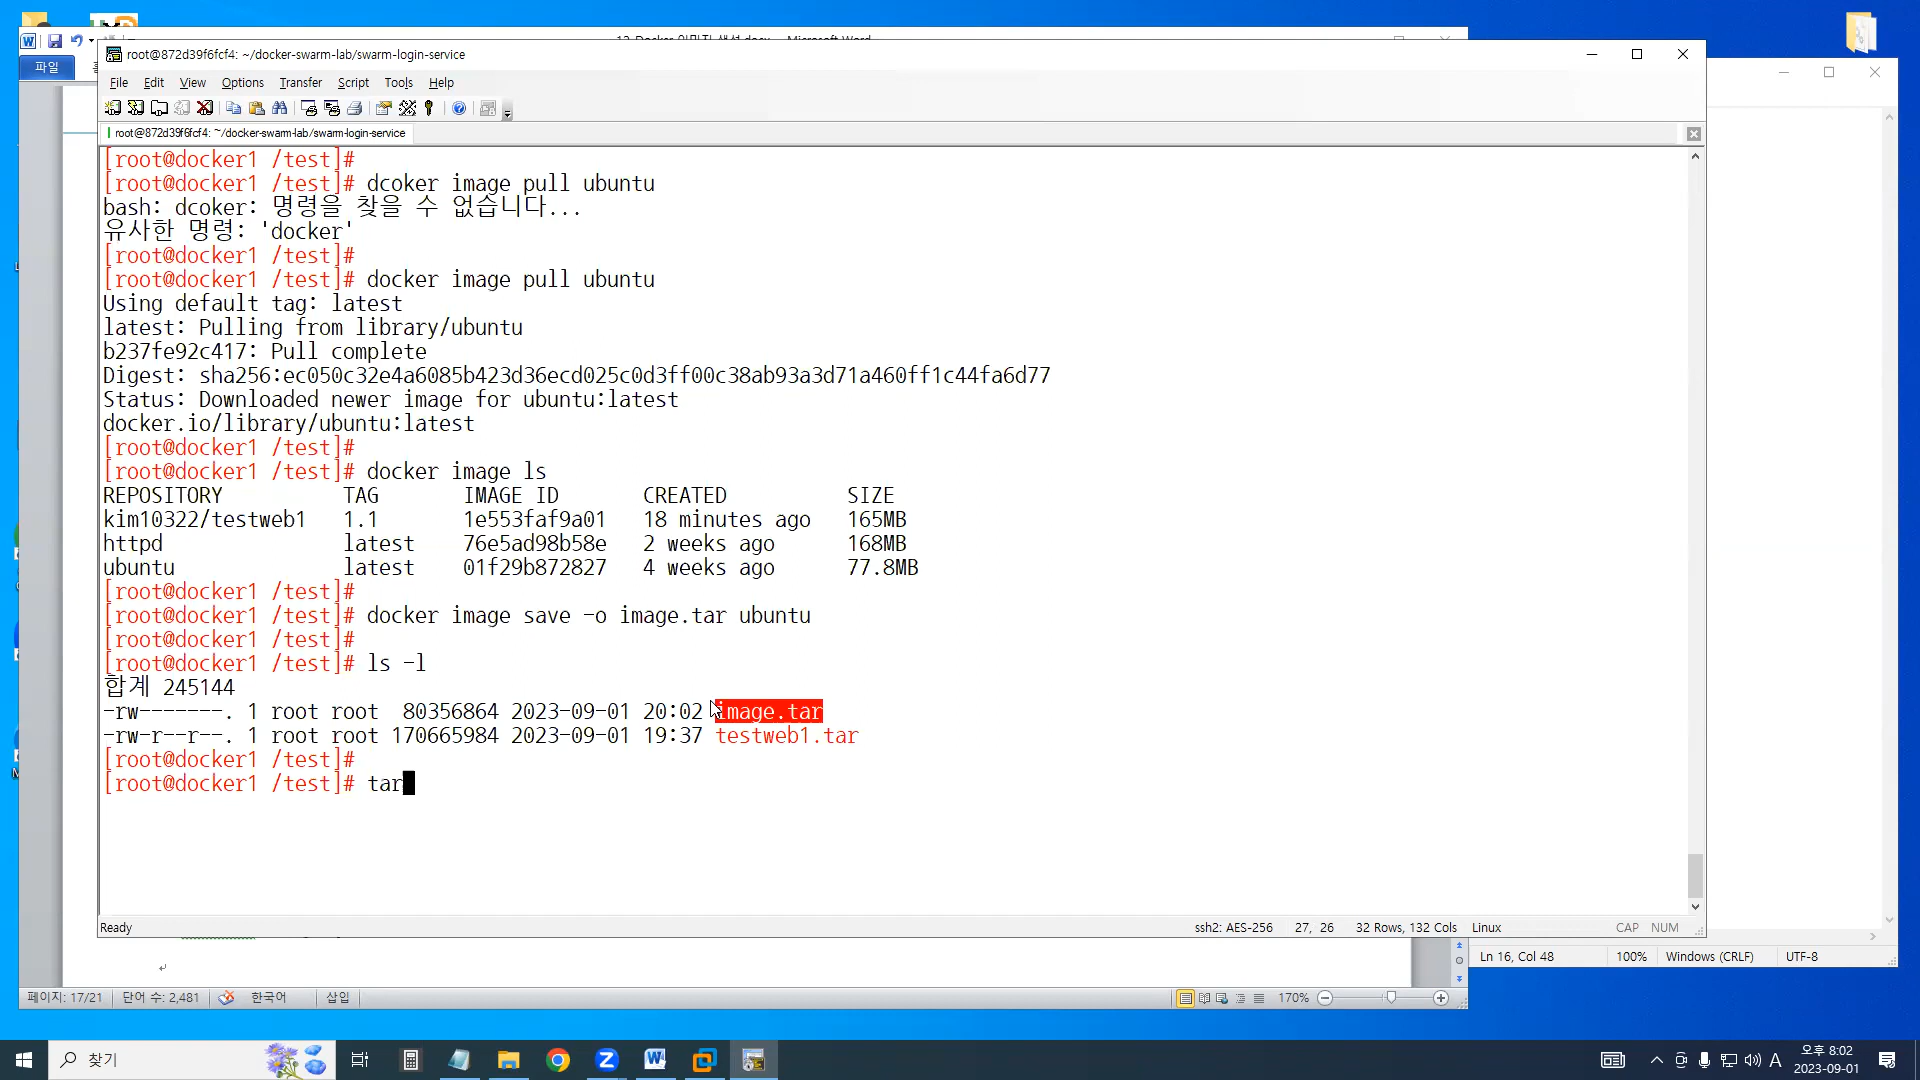 root@872d39f6fcf4: ~/docker-swarm-lab/swarm-login-service
File Edit View Options Transfer Script Tools Help
root@872d39f6fcf4: ~/docker-swarm-lab/swarm-login-service
파일
[root@docker1 /test]#
[root@docker1 /test]# dcoker image pull ubuntu
bash: dcoker: 명령을 찾을 수 없습니다...
유사한 명령: 'docker'
[root@docker1 /test]#
[root@docker1 /test]# docker image pull ubuntu
Using default tag: latest
latest: Pulling from library/ubuntu
b237fe92c417: Pull complete
Digest: sha256:ec050c32e4a6085b423d36ecd025c0d3ff00c38ab93a3d71a460ff1c44fa6d77
Status: Downloaded newer image for ubuntu:latest
docker.io/library/ubuntu:latest
[root@docker1 /test]#
[root@docker1 /test]# docker image ls
REPOSITORY TAG IMAGE ID CREATED SIZE
kim10322/testweb1 1.1 1e553faf9a01 18 minutes ago 165MB
httpd latest 76e5ad98b58e 2 weeks ago 168MB
ubuntu latest 01f29b872827 4 weeks ago 77.8MB
[root@docker1 /test]#
[root@docker1 /test]# docker image save -o image.tar ubuntu
[root@docker1 /test]#
[root@docker1 /test]# ls -l
합계 245144
-rw-------. 1 root root 80356864 2023-09-01 20:02 image.tar
-rw-r--r--. 1 root root 170665984 2023-09-01 19:37 testweb1.tar
[root@docker1 /test]#
[root@docker1 /test]# tar
Ready ssh2: AES-256 27, 26 32 Rows, 132 Cols Linux CAP NUM
Ln 16, Col 48 100% Windows (CRLF) UTF-8
페이지: 17/21 단어 수: 2,481 한국어 삽입 170%
찾기
A 오후 8:02
2023-09-01